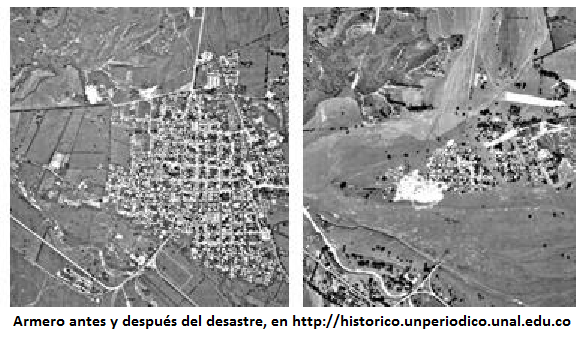 Armero antes y después del desastre, en http://historico.unperiodico.unal.edu.co